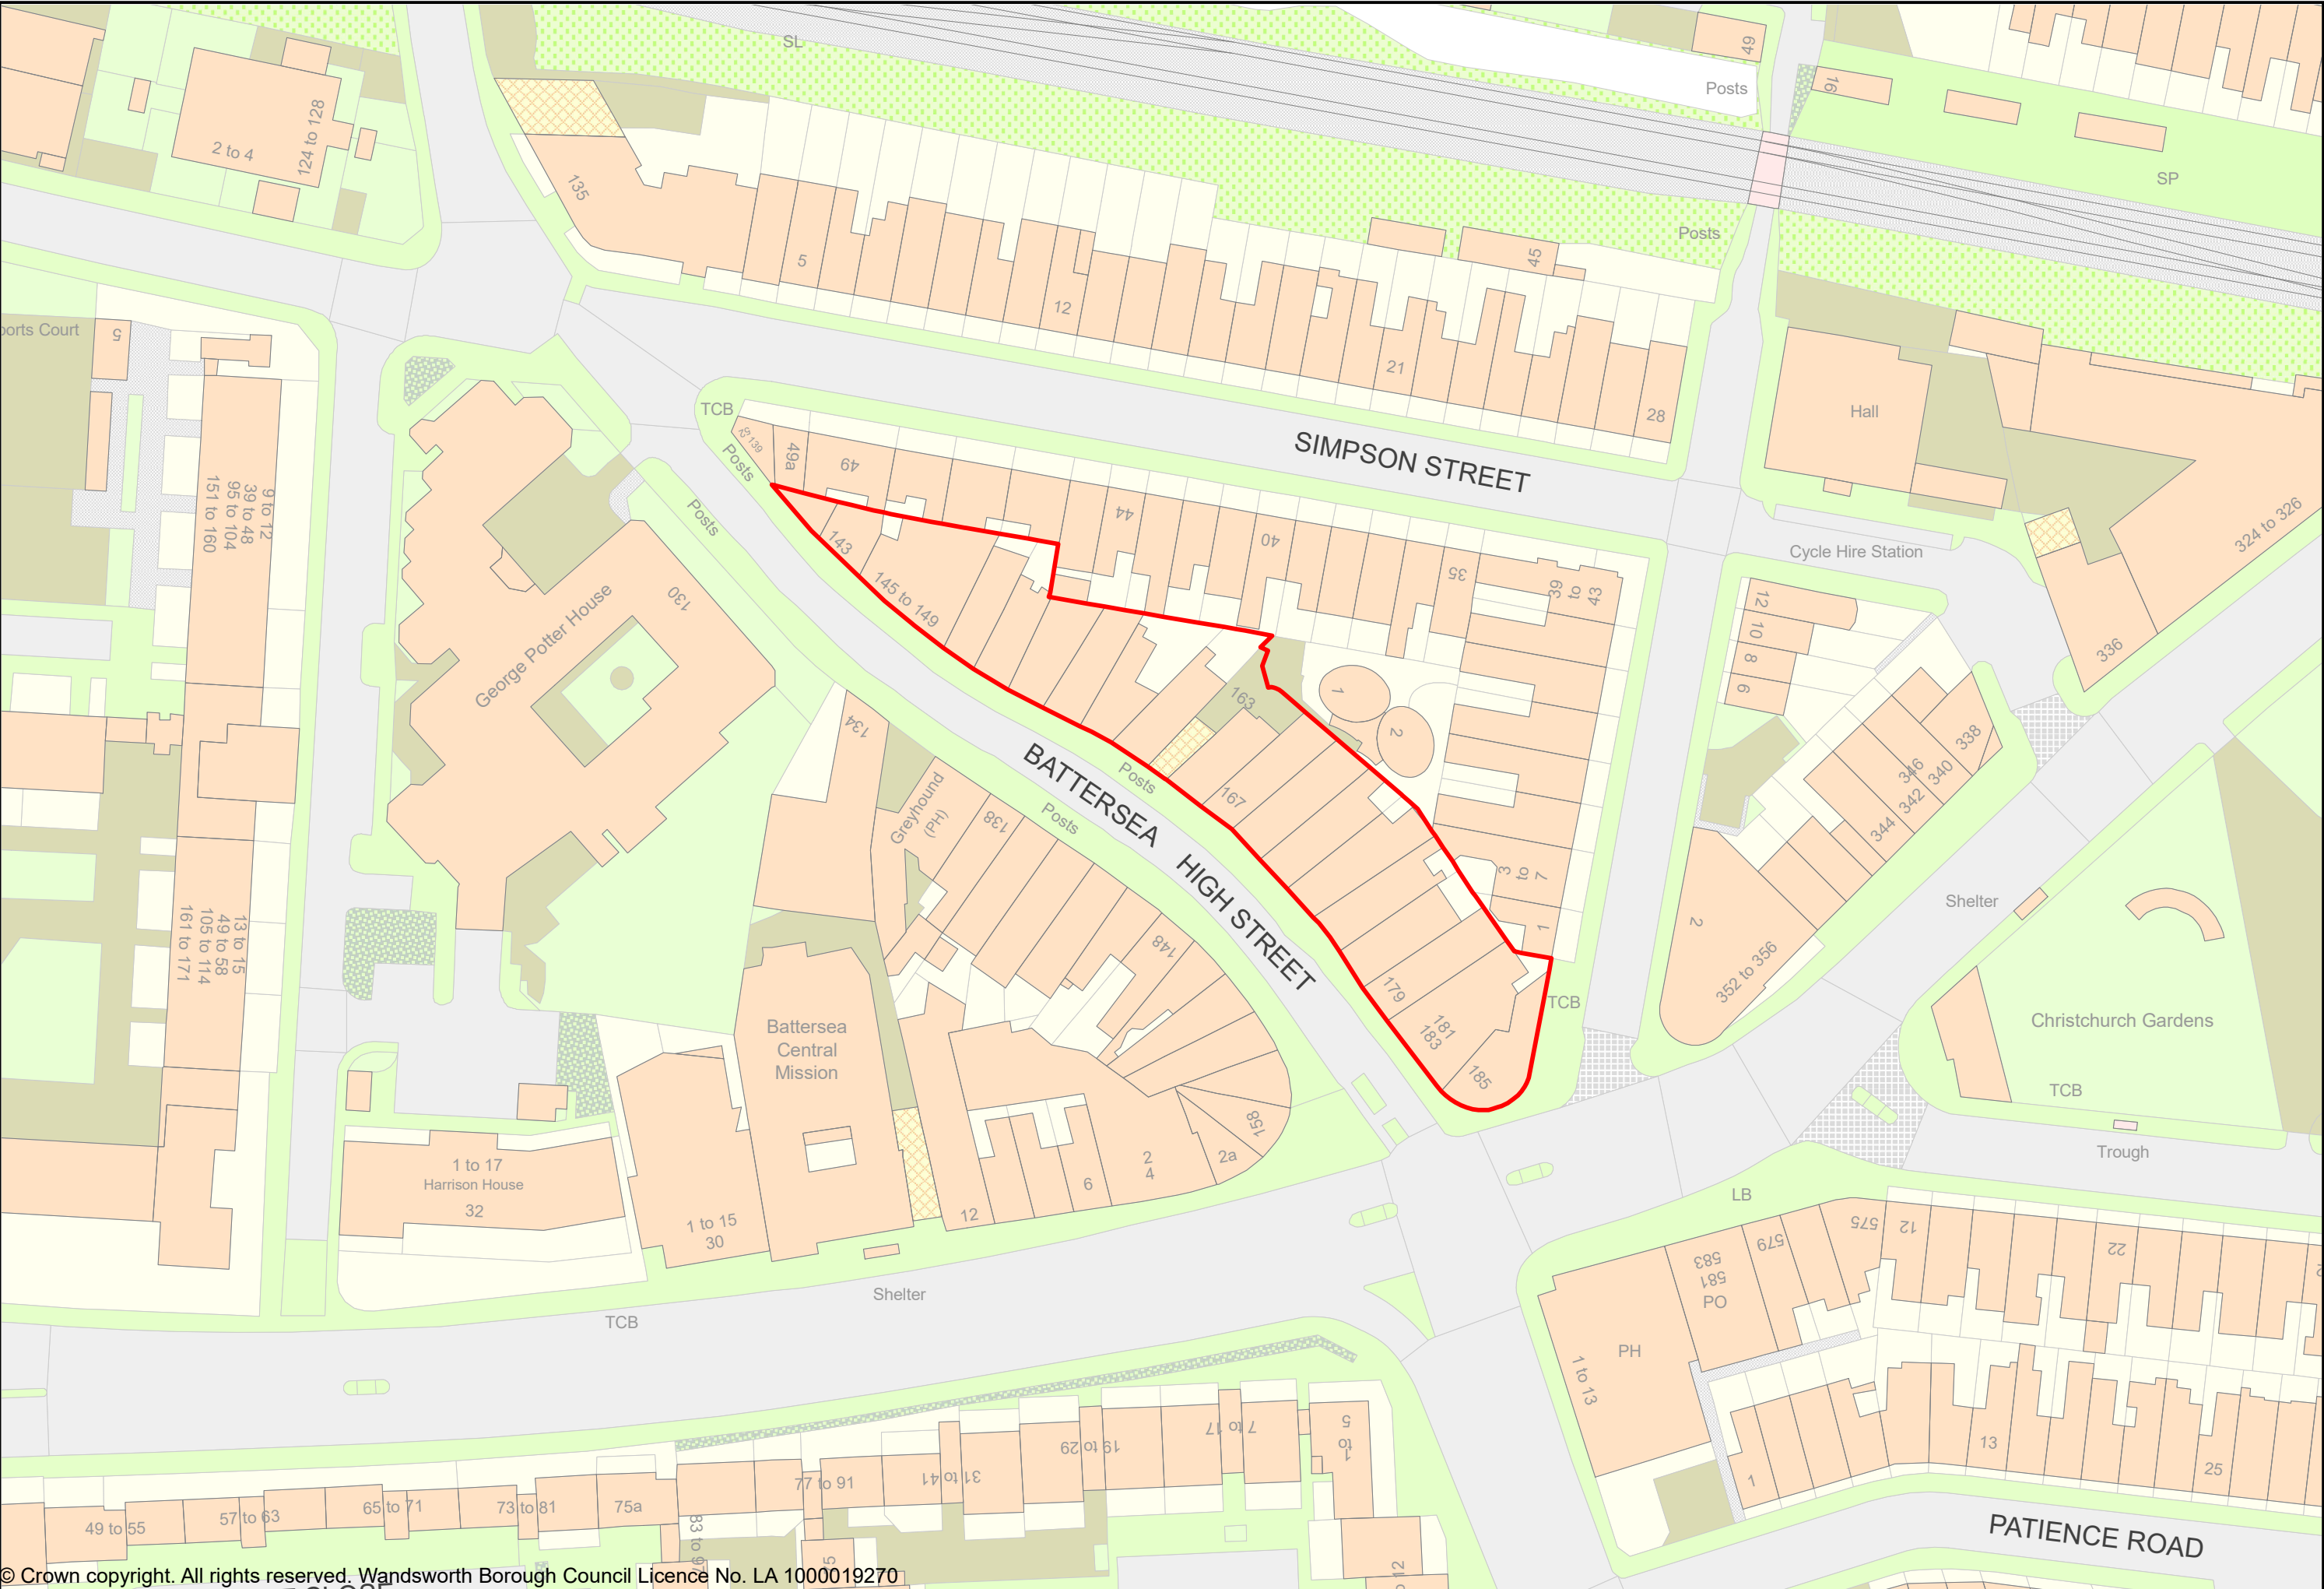 SL
49
16
Posts
SP
2 to 4
124 to 128
135
5
12
21
28
45
Posts
Hall
324 to 326
336
Cycle Hire Station
ports Court
5
TCB
Posts
139
49a
49
44
40
35
39
to
43
SIMPSON STREET
9 to 12
39 to 48
95 to 104
151 to 160
George Potter House
130
Posts
143
145 to 149
163
1
2
167
Posts
BATTERSEA HIGH STREET
Posts
134
Greyhound
(PH)
138
148
158
3
to
7
1
TCB
179
181
183
185
12
10
8
6
338
346
340
342
344
2
352 to 356
Shelter
Christchurch Gardens
TCB
Trough
13 to 15
49 to 58
105 to 114
161 to 171
Battersea
Central
Mission
1 to 17
Harrison House
32
1 to 15
30
12
6
2
4
2a
Shelter
TCB
LB
575
12
22
579
583
581
PO
PH
1 to 13
1
13
25
PATIENCE ROAD
49 to 55
57 to 63
65 to 71
73 to 81
75a
83 to 97
77 to 91
31 to 41
19 to 29
7 to 17
1
to
5
15
212
CLOSE
© Crown copyright. All rights reserved. Wandsworth Borough Council Licence No. LA 1000019270